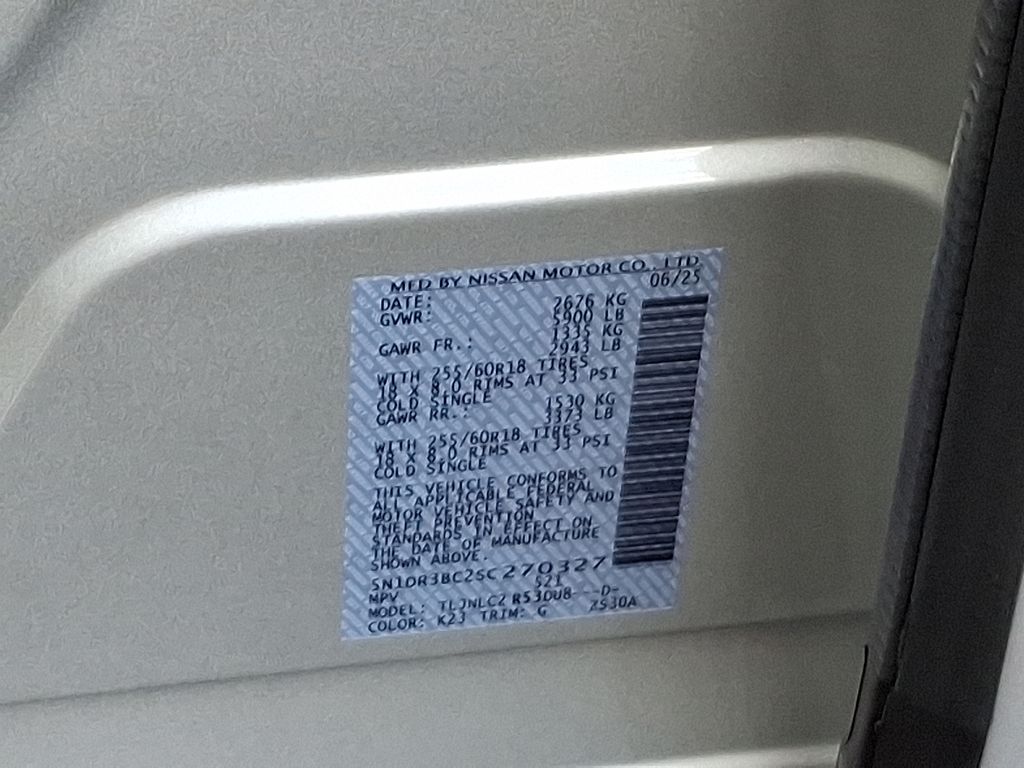 MFD BY NISSAN MOTOR CO., LTD.
DATE: 06/25
GVWR: 2676 KG
5900 LB
GAWR FR.: 1335 KG
2943 LB
WITH 255/60R18 TIRES
18 X 8.0 RIMS AT 33 PSI
COLD SINGLE
GAWR RR.: 1530 KG
3373 LB
WITH 255/60R18 TIRES
18 X 8.0 RIMS AT 33 PSI
COLD SINGLE
THIS VEHICLE CONFORMS TO
ALL APPLICABLE FEDERAL
MOTOR VEHICLE SAFETY AND
THEFT PREVENTION
STANDARDS IN EFFECT ON
THE DATE OF MANUFACTURE
SHOWN ABOVE.
5N1DR3BC2SC270327
MPV S21
MODEL: TLJNLC2 R53DU8---D-
COLOR: K23 TRIM: G ZS30A